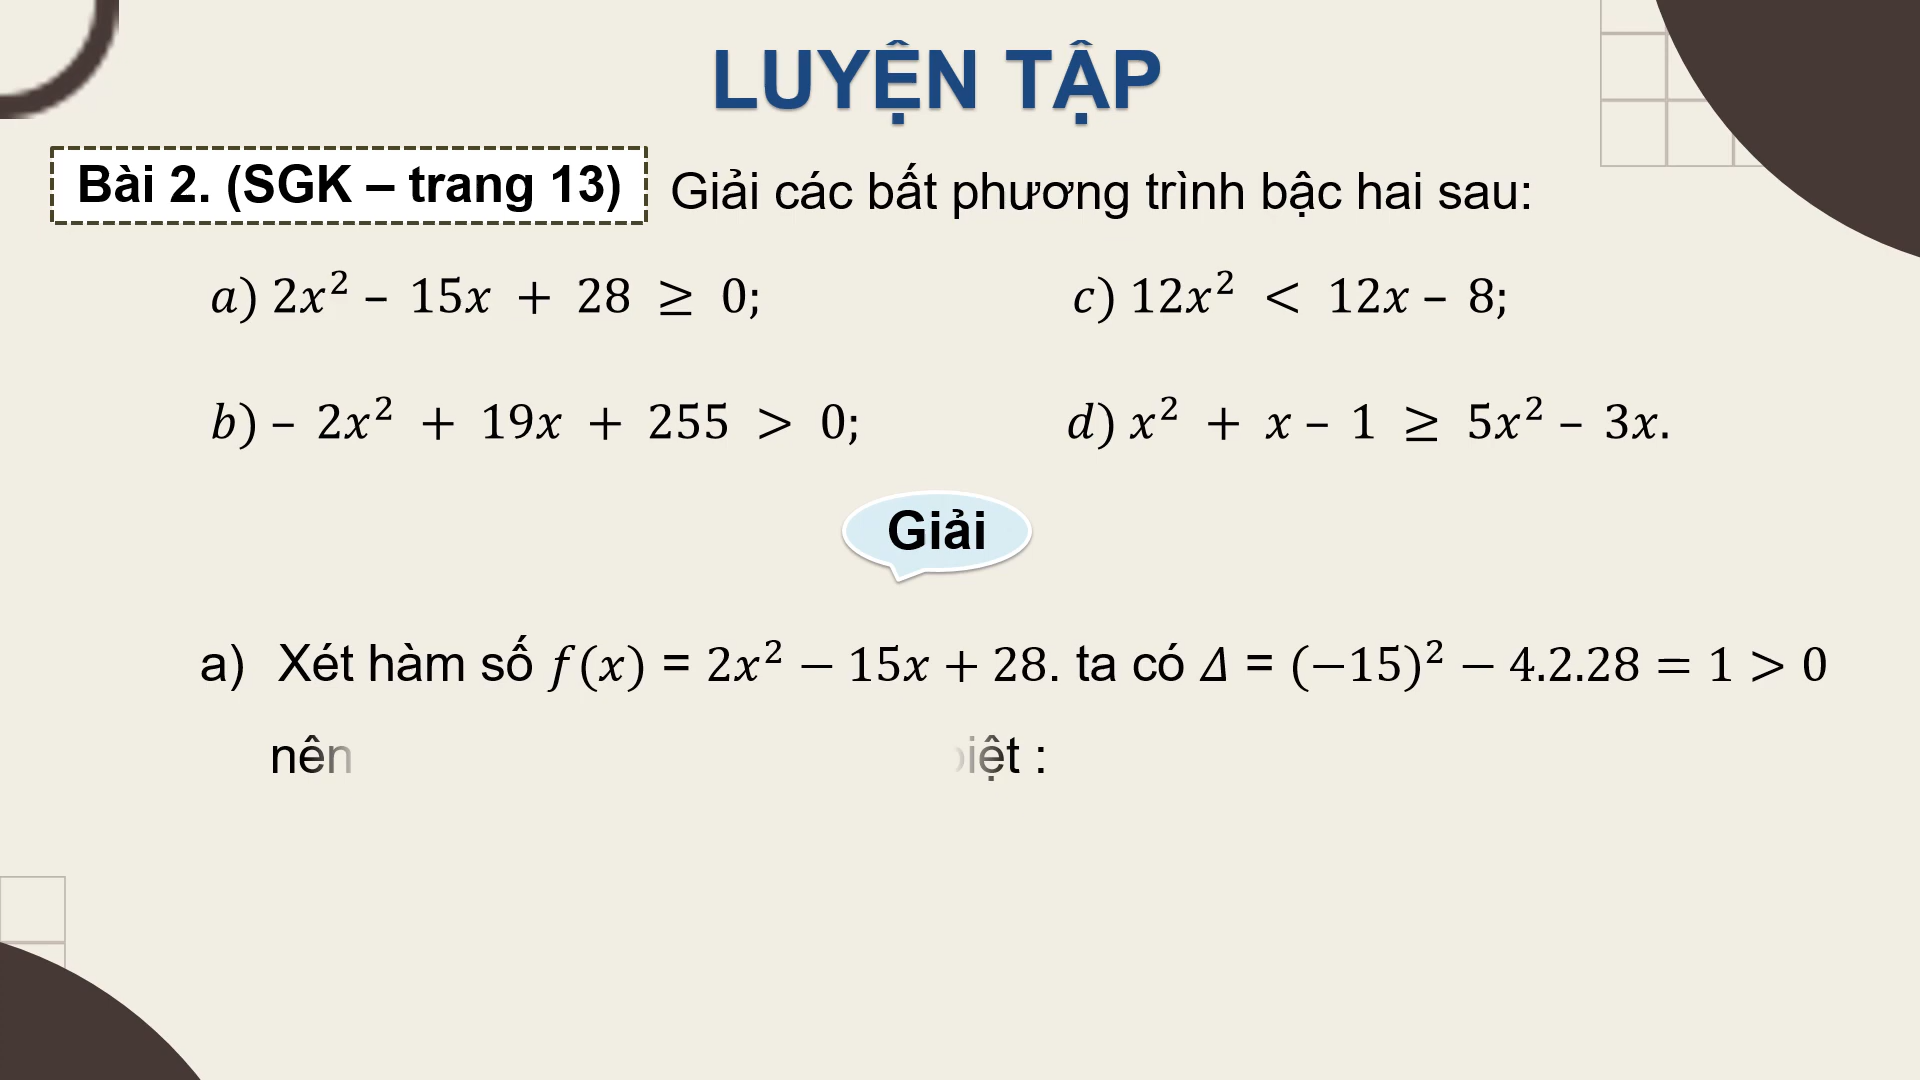 LUYỆN TẬP
Bài 2. (SGK – trang 13) Giải các bất phương trình bậc hai sau:
a) 2x² – 15x + 28 ≥ 0;
c) 12x² < 12x – 8;
b) – 2x² + 19x + 255 > 0;
d) x² + x – 1 ≥ 5x² – 3x.
Giải
a) Xét hàm số f(x) = 2x² − 15x + 28. ta có Δ = (−15)² − 4.2.28 = 1 > 0
nên :